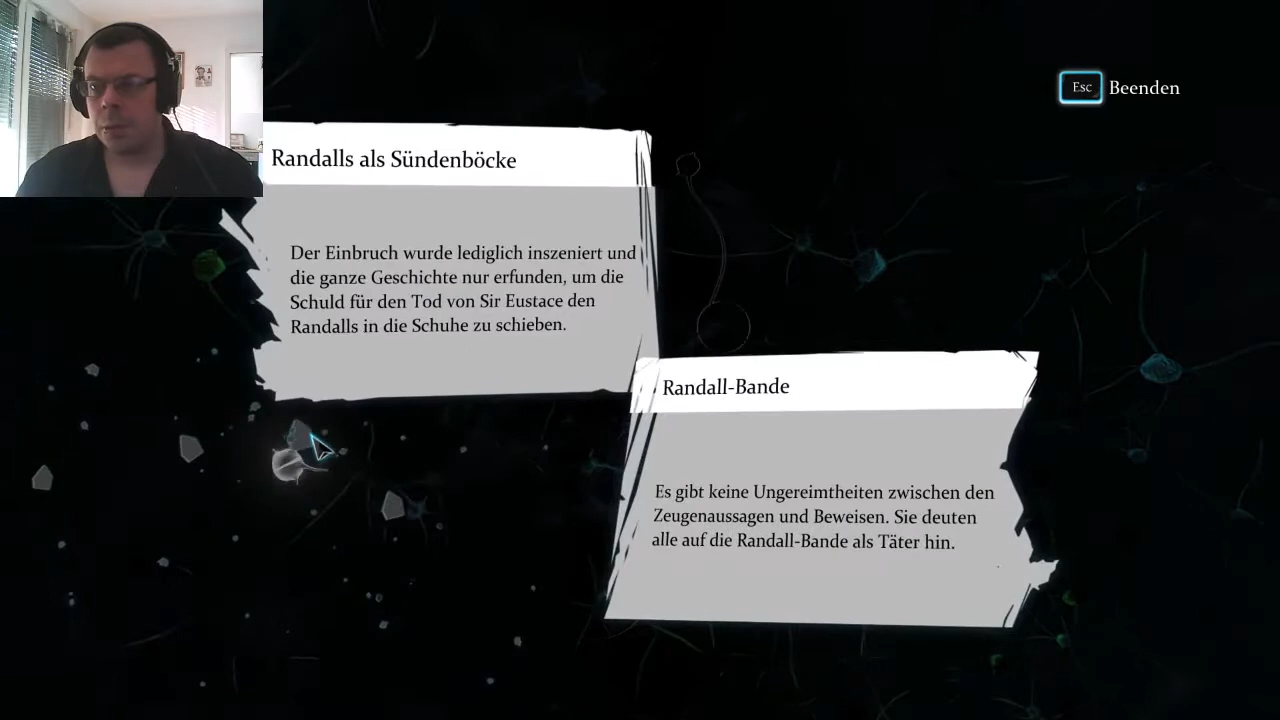 Esc Beenden
Randalls als Sündenböcke
Der Einbruch wurde lediglich inszeniert und
die ganze Geschichte nur erfunden, um die
Schuld für den Tod von Sir Eustace den
Randalls in die Schuhe zu schieben.
Randall-Bande
Es gibt keine Ungereimtheiten zwischen den
Zeugenaussagen und Beweisen. Sie deuten
alle auf die Randall-Bande als Täter hin.